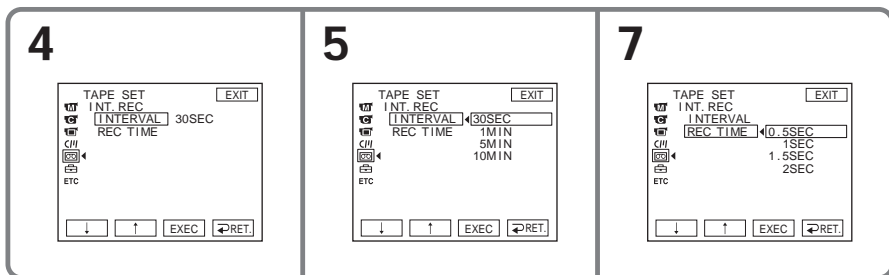 4
TAPE SET EXIT
INT. REC
INTERVAL 30SEC
REC TIME
ETC
↓ ↑ EXEC RET.
5
TAPE SET EXIT
INT. REC
INTERVAL 30SEC
REC TIME 1MIN
5MIN
10MIN
ETC
↓ ↑ EXEC RET.
7
TAPE SET EXIT
INT. REC
INTERVAL
REC TIME 0.5SEC
1SEC
1.5SEC
2SEC
ETC
↓ ↑ EXEC RET.